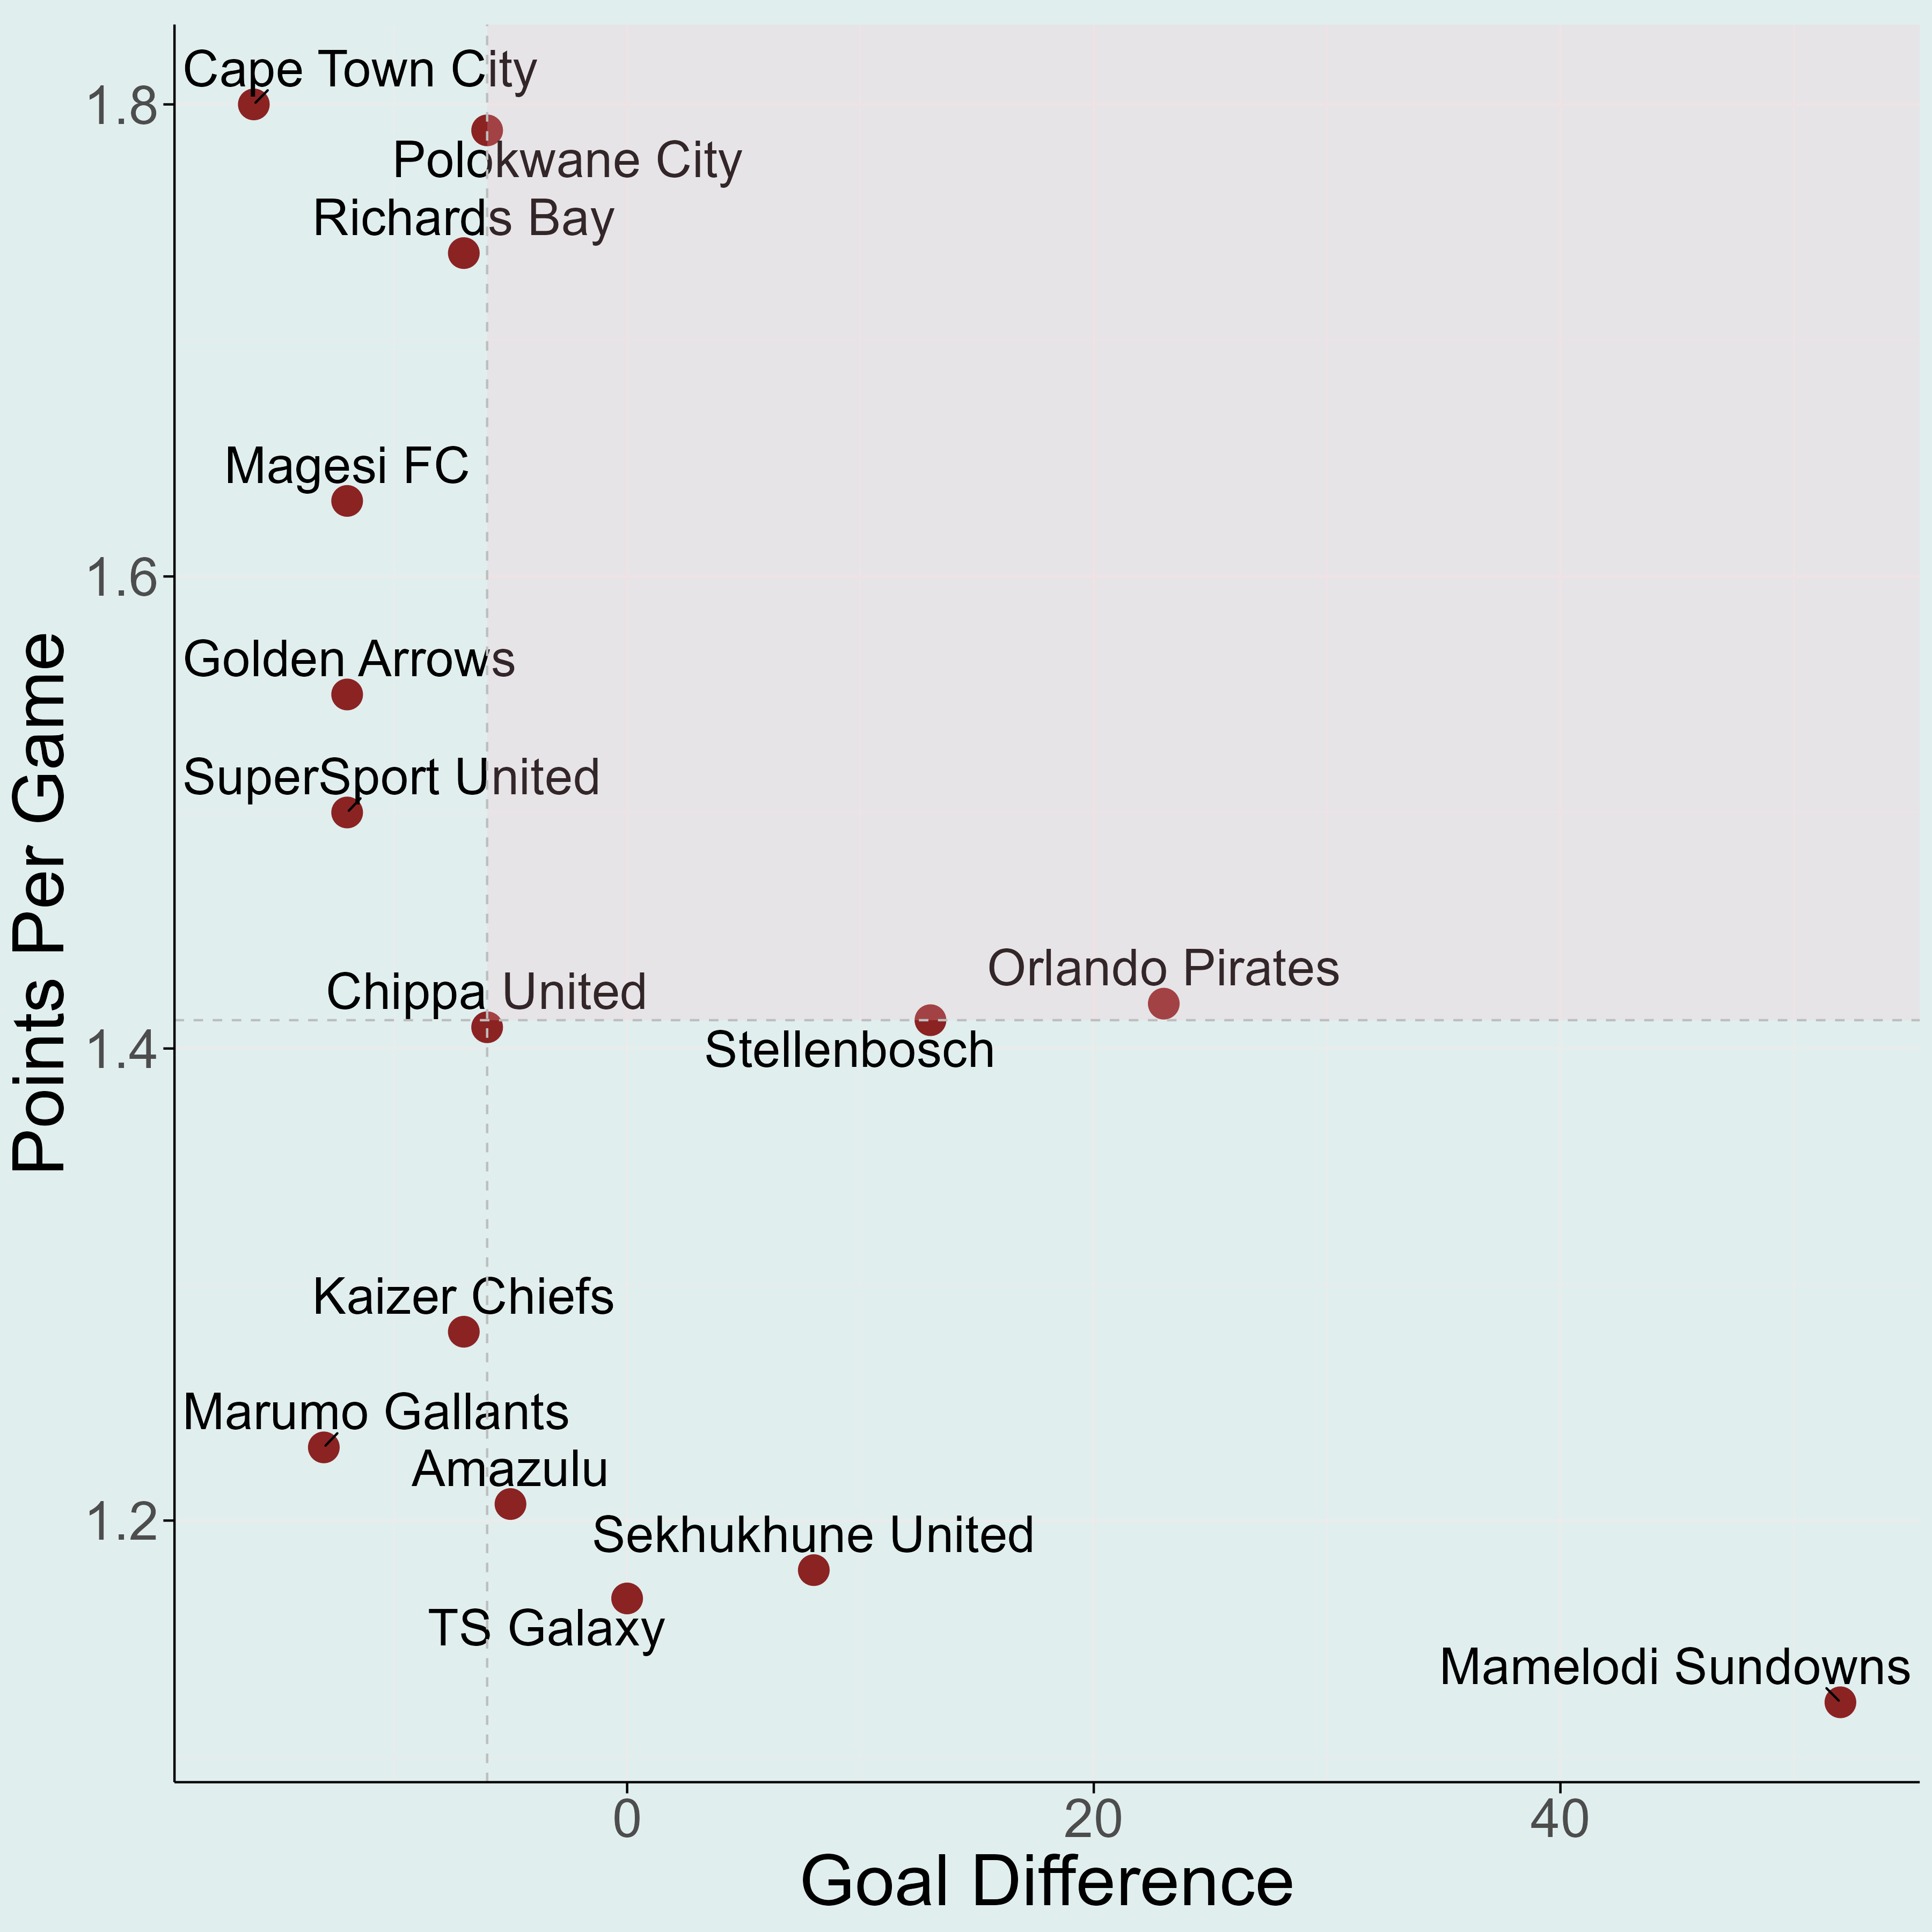 Cape Town City
1.8
Polokwane City
Richards Bay
Magesi FC
1.6
Golden Arrows
SuperSport United
Points Per Game
Orlando Pirates
Chippa United
1.4
Stellenbosch
Kaizer Chiefs
Marumo Gallants
Amazulu
1.2
Sekhukhune United
TS Galaxy
Mamelodi Sundowns
0 20 40
Goal Difference